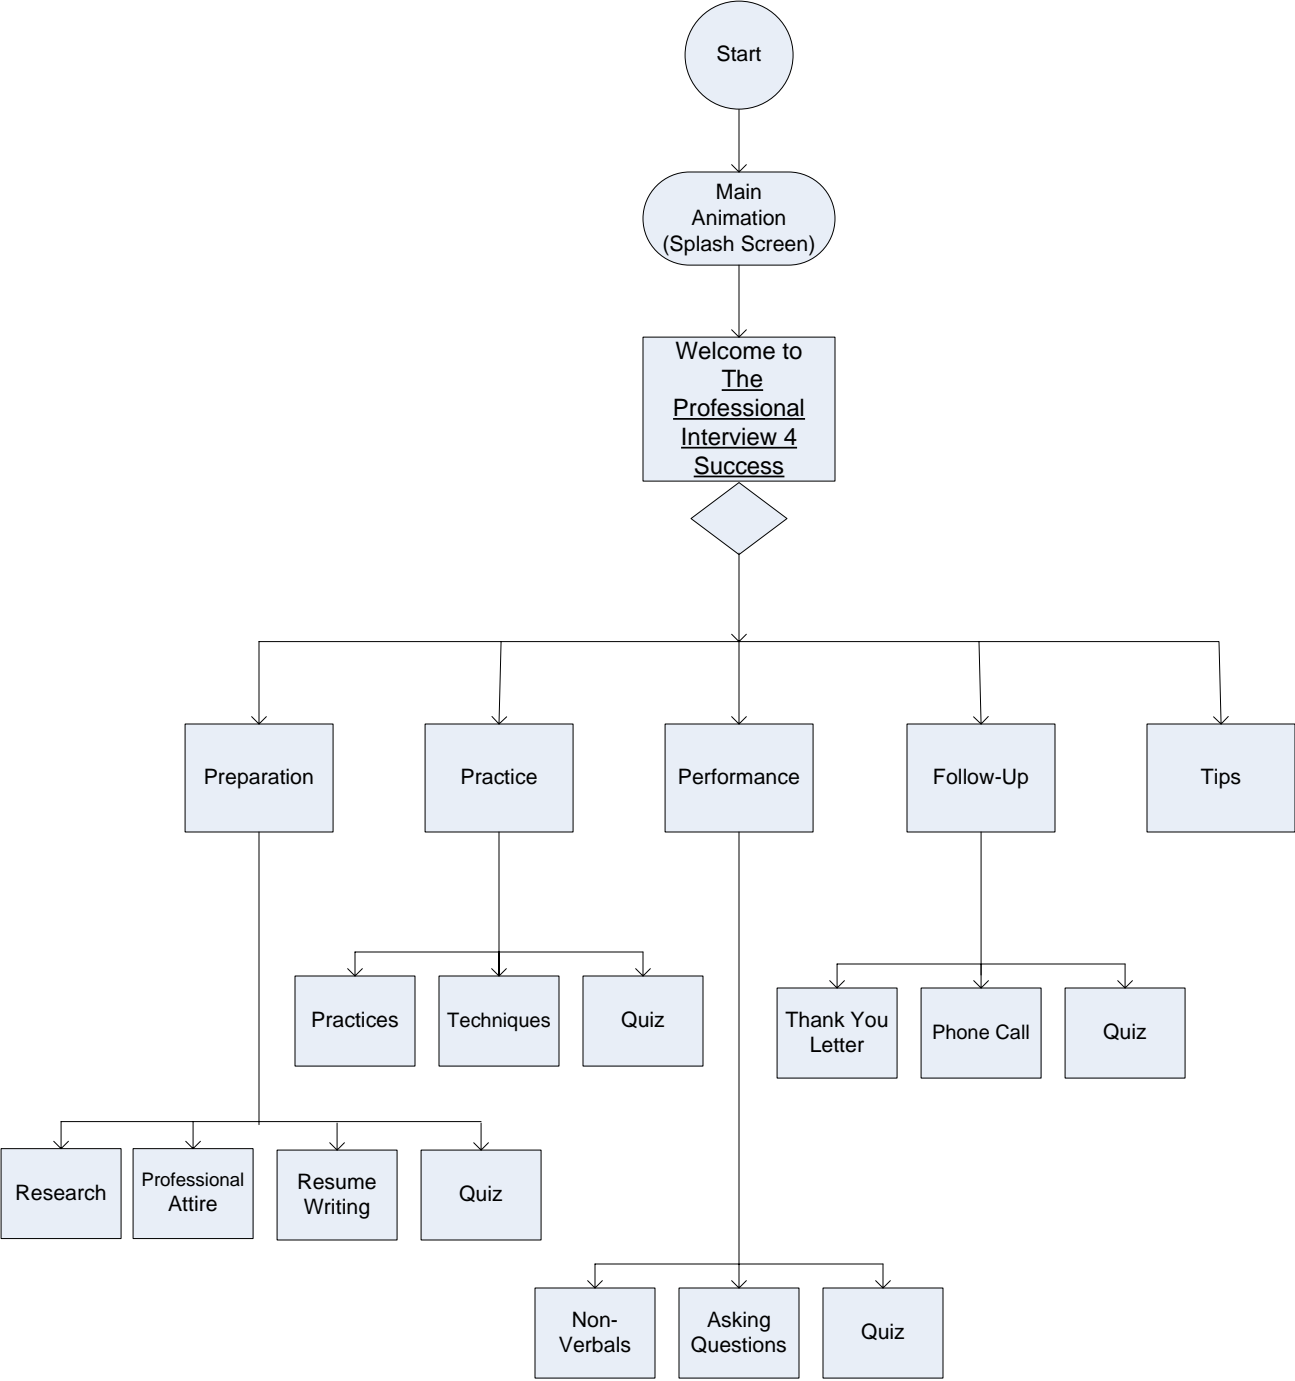 Start
Main
Animation
(Splash Screen)
Welcome to
The
Professional
Interview 4
Success
Preparation
Practice
Performance
Follow-Up
Tips
Practices
Techniques
Quiz
Thank You
Letter
Phone Call
Quiz
Research
Professional
Attire
Resume
Writing
Quiz
Non-
Verbals
Asking
Questions
Quiz